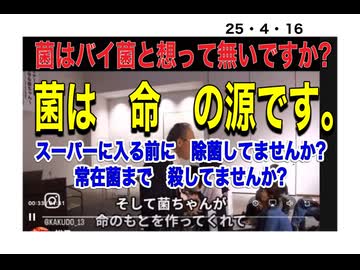 25・4・16
菌はバイ菌と想って無いですか?
菌は 命 の源です。
スーパーに入る前に 除菌してませんか?
常在菌まで 殺してませんか?
そして菌ちゃんが
命のもとを作ってくれて
@KAKUDO_13